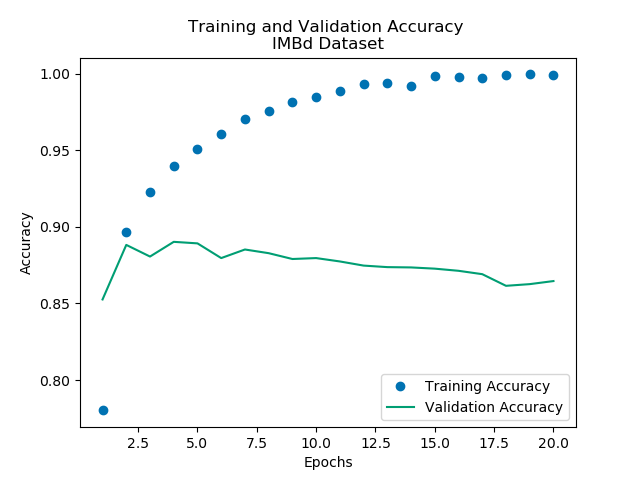 Training and Validation Accuracy
IMBd Dataset
Accuracy
1.00
0.95
0.90
0.85
0.80
Training Accuracy
Validation Accuracy
2.5 5.0 7.5 10.0 12.5 15.0 17.5 20.0
Epochs